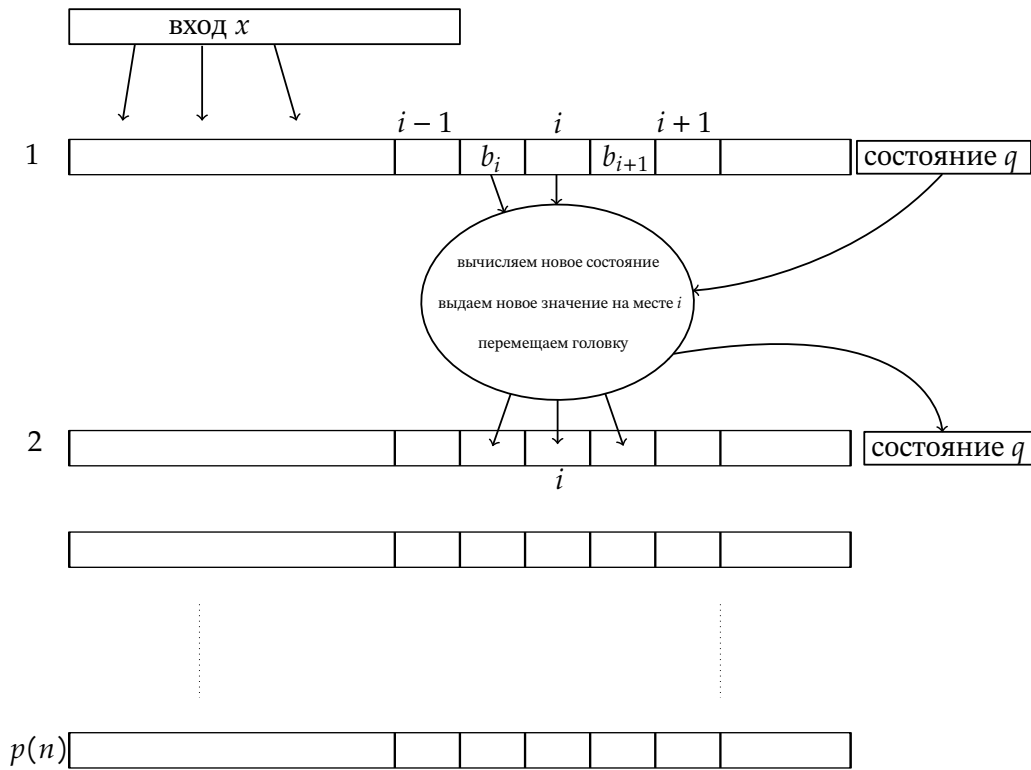 вход x
i − 1 i i + 1
1 b_i b_{i+1} состояние q
вычисляем новое состояние
выдаем новое значение на месте i
перемещаем головку
2 состояние q
i
p(n)